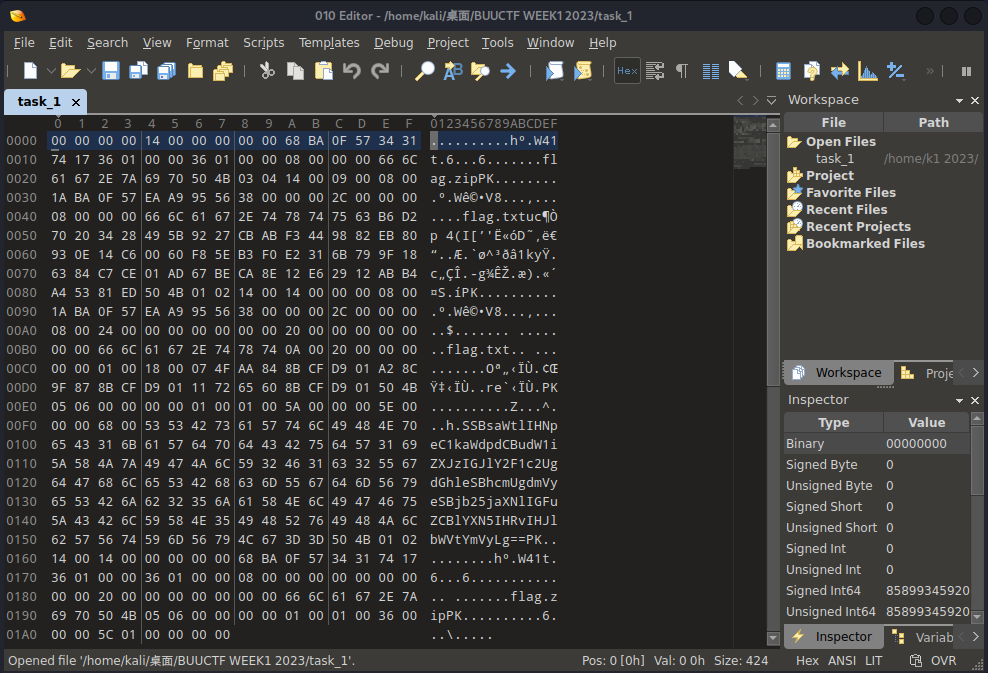 010 Editor - /home/kali/桌面/BUUCTF WEEK1 2023/task_1
File Edit Search View Format Scripts Templates Debug Project Tools Window Help
Hex
task_1
0 1 2 3 4 5 6 7 8 9 A B C D E F 0123456789ABCDEF
0000 00 00 00 00 14 00 00 00 00 00 68 BA 0F 57 34 31 ..........hº.W41
0010 74 17 36 01 00 00 36 01 00 00 08 00 00 00 66 6C t.6...6.......fl
0020 61 67 2E 7A 69 70 50 4B 03 04 14 00 09 00 08 00 ag.zipPK........
0030 1A BA 0F 57 EA A9 95 56 38 00 00 00 2C 00 00 00 .º.Wê©•V8...,...
0040 08 00 00 00 66 6C 61 67 2E 74 78 74 75 63 B6 D2 ....flag.txtuc¶Ò
0050 70 20 34 28 49 5B 92 27 CB AB F3 44 98 82 EB 80 p 4(I[’'Ë«óD˜‚ë€
0060 93 0E 14 C6 00 60 F8 5E B3 F0 E2 31 6B 79 9F 18 “..Æ.`ø^³ðâ1kyŸ.
0070 63 84 C7 CE 01 AD 67 BE CA 8E 12 E6 29 12 AB B4 c„ÇÎ.-g¾ÊŽ.æ).«´
0080 A4 53 81 ED 50 4B 01 02 14 00 14 00 00 00 08 00 ¤S.íPK..........
0090 1A BA 0F 57 EA A9 95 56 38 00 00 00 2C 00 00 00 .º.Wê©•V8...,...
00A0 08 00 24 00 00 00 00 00 00 00 20 00 00 00 00 00 ..$....... .....
00B0 00 00 66 6C 61 67 2E 74 78 74 0A 00 20 00 00 00 ..flag.txt.. ...
00C0 00 00 01 00 18 00 07 4F AA 84 8B CF D9 01 A2 8C .......Oª„‹ÏÙ.¢Œ
00D0 9F 87 8B CF D9 01 11 72 65 60 8B CF D9 01 50 4B Ÿ‡‹ÏÙ..re`‹ÏÙ.PK
00E0 05 06 00 00 00 00 01 00 01 00 5A 00 00 00 5E 00 ..........Z...^.
00F0 00 00 68 00 53 53 42 73 61 57 74 6C 49 48 4E 70 ..h.SSBsaWtlIHNp
0100 65 43 31 6B 61 57 64 70 64 43 42 75 64 57 31 69 eC1kaWdpdCBudW1i
0110 5A 58 4A 7A 49 47 4A 6C 59 32 46 31 63 32 55 67 ZXJzIGJlY2F1c2Ug
0120 64 47 68 6C 65 53 42 68 63 6D 55 67 64 6D 56 79 dGhleSBhcmUgdmVy
0130 65 53 42 6A 62 32 35 6A 61 58 4E 6C 49 47 46 75 eSBjb25jaXNlIGFu
0140 5A 43 42 6C 59 58 4E 35 49 48 52 76 49 48 4A 6C ZCBlYXN5IHRvIHJl
0150 62 57 56 74 59 6D 56 79 4C 67 3D 3D 50 4B 01 02 bWVtYmVyLg==PK..
0160 14 00 14 00 00 00 00 00 68 BA 0F 57 34 31 74 17 ........hº.W41t.
0170 36 01 00 00 36 01 00 00 08 00 00 00 00 00 00 00 6...6...........
0180 00 00 20 00 00 00 00 00 00 00 66 6C 61 67 2E 7A .. .......flag.z
0190 69 70 50 4B 05 06 00 00 00 00 01 00 01 00 36 00 ipPK..........6.
01A0 00 00 5C 01 00 00 00 00 ..\.....
Workspace
File Path
Open Files
task_1 /home/k1 2023/
Project
Favorite Files
Recent Files
Recent Projects
Bookmarked Files
Workspace Proje
Inspector
Type Value
Binary 00000000
Signed Byte 0
Unsigned Byte 0
Signed Short 0
Unsigned Short 0
Signed Int 0
Unsigned Int 0
Signed Int64 85899345920
Unsigned Int64 85899345920
Inspector Variab
Opened file '/home/kali/桌面/BUUCTF WEEK1 2023/task_1'. Pos: 0 [0h] Val: 0 0h Size: 424 Hex ANSI LIT OVR